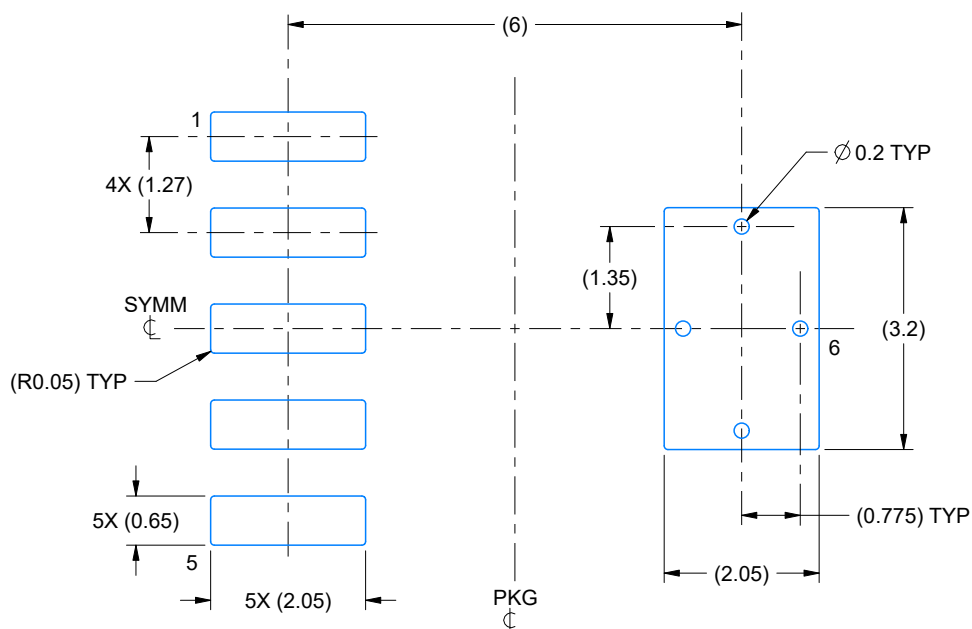 (6)
1
Ø 0.2 TYP
4X (1.27)
(1.35)
SYMM
℄
(3.2)
6
(R0.05) TYP
5X (0.65)
(0.775) TYP
5
(2.05)
5X (2.05)
PKG
℄